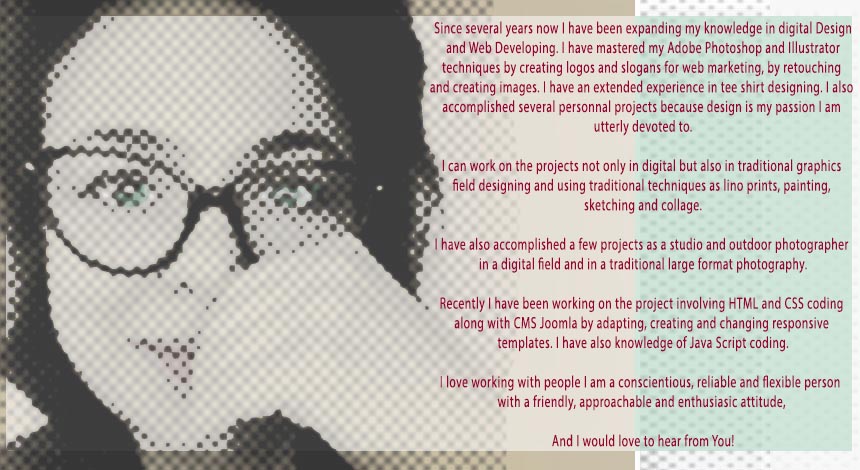 Since several years now I have been expanding my knowledge in digital Design
and Web Developing. I have mastered my Adobe Photoshop and Illustrator
techniques by creating logos and slogans for web marketing, by retouching
and creating images. I have an extended experience in tee shirt designing. I also
accomplished several personnal projects because design is my passion I am
utterly devoted to.
I can work on the projects not only in digital but also in traditional graphics
field designing and using traditional techniques as lino prints, painting,
sketching and collage.
I have also accomplished a few projects as a studio and outdoor photographer
in a digital field and in a traditional large format photography.
Recently I have been working on the project involving HTML and CSS coding
along with CMS Joomla by adapting, creating and changing responsive
templates. I have also knowledge of Java Script coding.
I love working with people I am a conscientious, reliable and flexible person
with a friendly, approachable and enthusiasic attitude,
And I would love to hear from You!